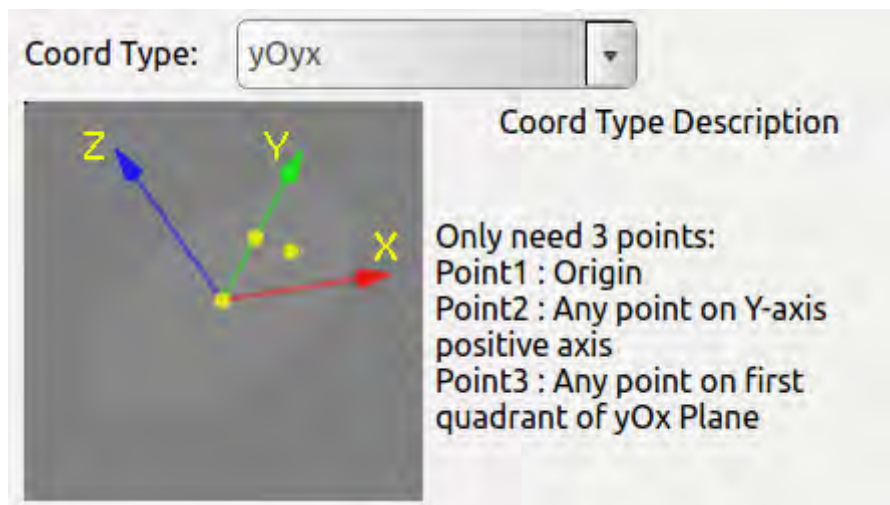 Coord Type: yOyx
Coord Type Description
Z
Y
X
Only need 3 points:
Point1 : Origin
Point2 : Any point on Y-axis
positive axis
Point3 : Any point on first
quadrant of yOx Plane